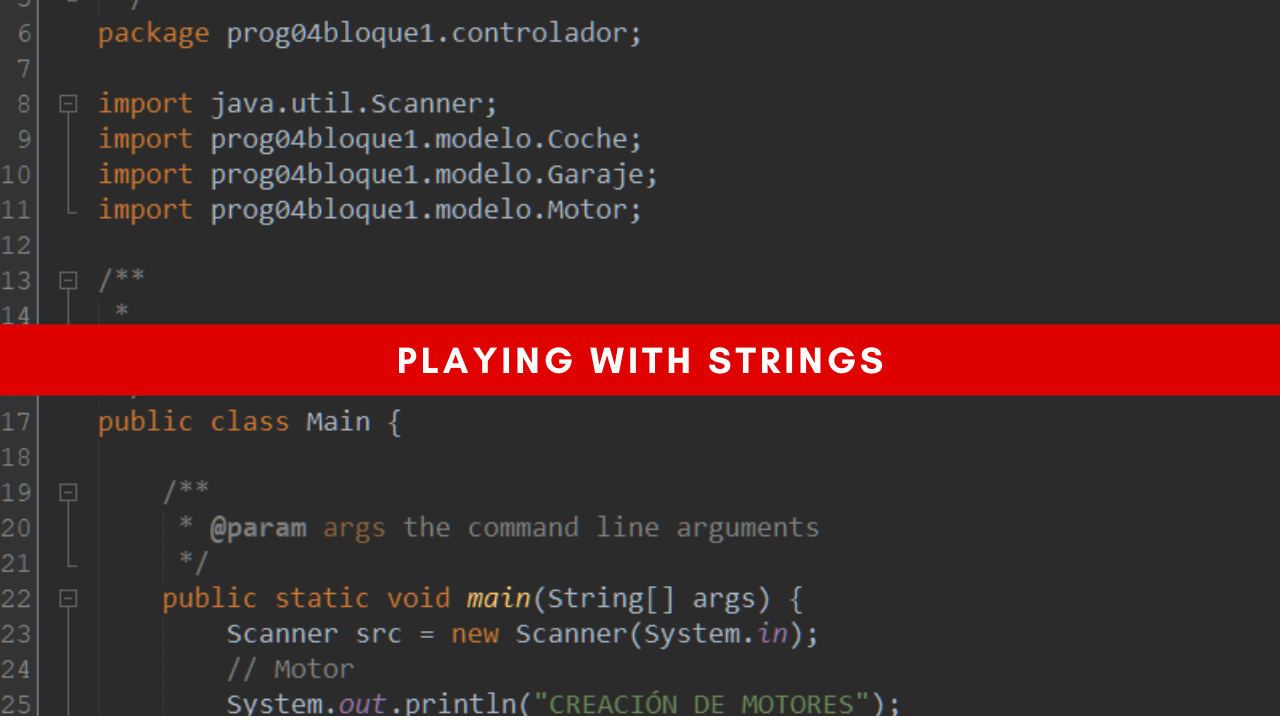 5 */
6 package prog04bloque1.controlador;
7
8 import java.util.Scanner;
9 import prog04bloque1.modelo.Coche;
10 import prog04bloque1.modelo.Garaje;
11 import prog04bloque1.modelo.Motor;
12
13 /**
14 *
PLAYING WITH STRINGS
17 public class Main {
18
19 /**
20 * @param args the command line arguments
21 */
22 public static void main(String[] args) {
23 Scanner src = new Scanner(System.in);
24 // Motor
25 System.out.println("CREACIÓN DE MOTORES");